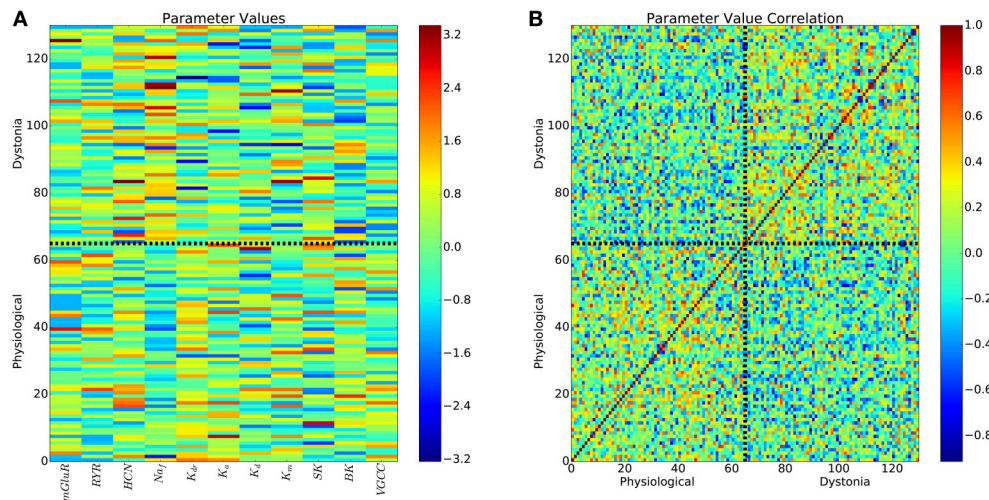 A
Parameter Values
Dystonia
Physiological
120
100
80
60
40
20
0
mGluR
RYR
HCN
Na_f
K_dr
K_a
K_d
K_m
SK
BK
VGCC
3.2
2.4
1.6
0.8
0.0
−0.8
−1.6
−2.4
−3.2
B
Parameter Value Correlation
Dystonia
Physiological
120
100
80
60
40
20
0
0
20
40
60
80
100
120
Physiological
Dystonia
1.0
0.8
0.6
0.4
0.2
0.0
−0.2
−0.4
−0.6
−0.8